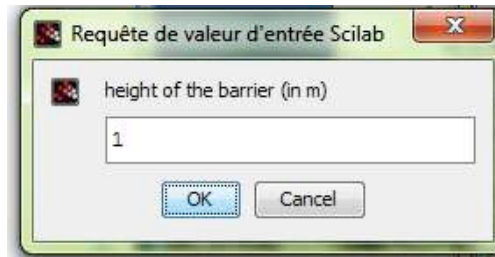 Requête de valeur d'entrée Scilab
height of the barrier (in m)
1
OK
Cancel